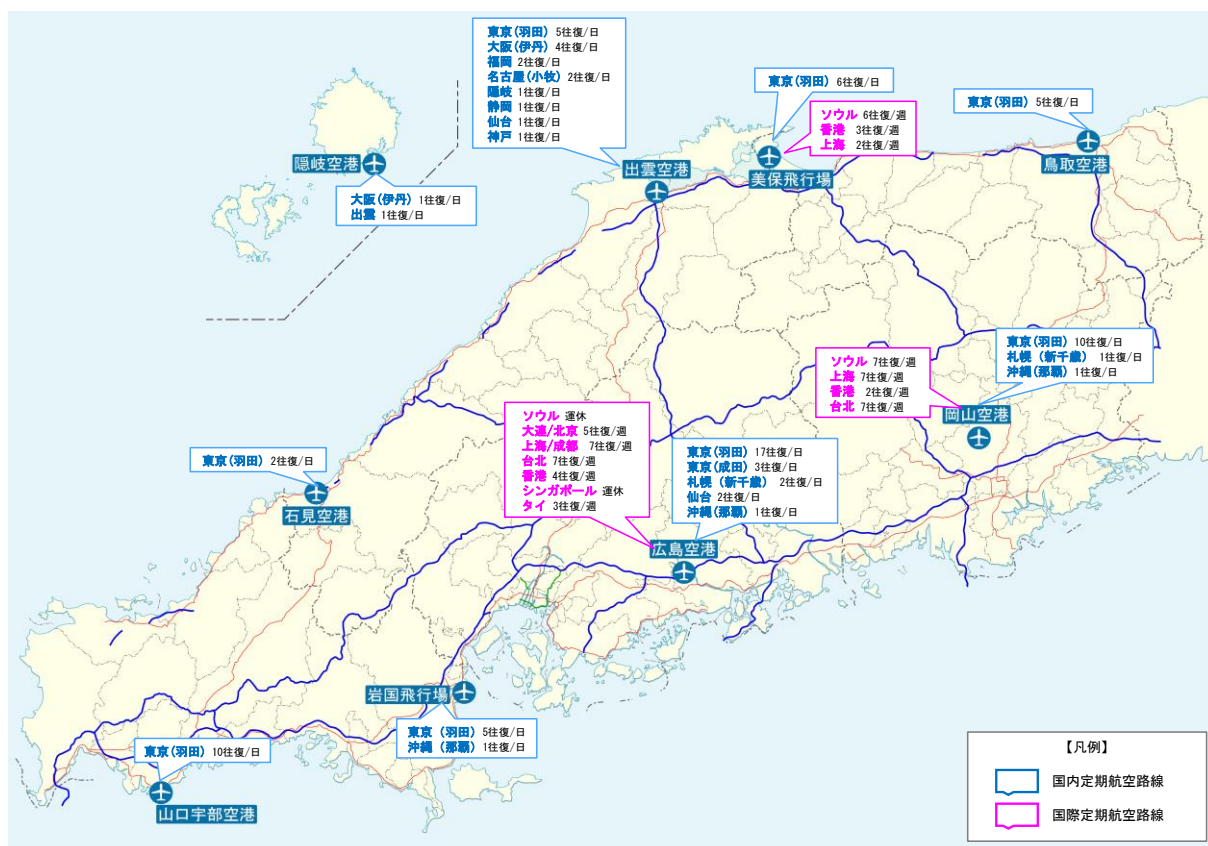 東京(羽田) 5往復/日
大阪(伊丹) 4往復/日
福岡 2往復/日
名古屋(小牧) 2往復/日
隠岐 1往復/日
静岡 1往復/日
仙台 1往復/日
神戸 1往復/日
出雲空港
東京(羽田) 6往復/日
ソウル 6往復/週
香港 3往復/週
上海 2往復/週
美保飛行場
東京(羽田) 5往復/日
鳥取空港
隠岐空港
大阪(伊丹) 1往復/日
出雲 1往復/日
東京(羽田) 10往復/日
札幌(新千歳) 1往復/日
沖縄(那覇) 1往復/日
ソウル 7往復/週
上海 7往復/週
香港 2往復/週
台北 7往復/週
岡山空港
ソウル 運休
大連/北京 5往復/週
上海/成都 7往復/週
台北 7往復/週
香港 4往復/週
シンガポール 運休
タイ 3往復/週
東京(羽田) 17往復/日
東京(成田) 3往復/日
札幌(新千歳) 2往復/日
仙台 2往復/日
沖縄(那覇) 1往復/日
広島空港
東京(羽田) 2往復/日
石見空港
岩国飛行場
東京(羽田) 5往復/日
沖縄(那覇) 1往復/日
東京(羽田) 10往復/日
山口宇部空港
【凡例】
国内定期航空路線
国際定期航空路線